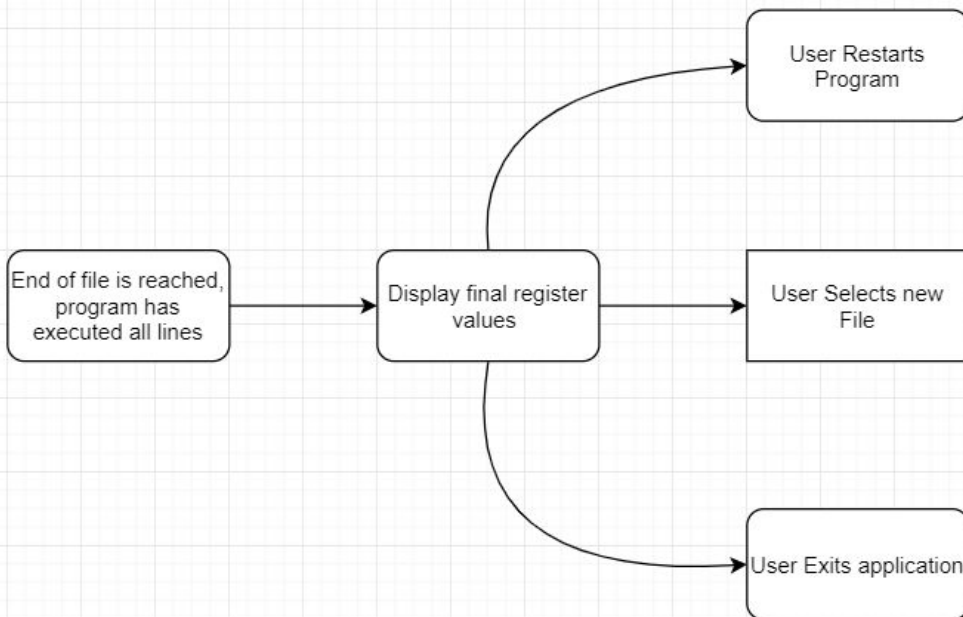 User Restarts
Program
End of file is reached,
program has
executed all lines
Display final register
values
User Selects new
File
User Exits application